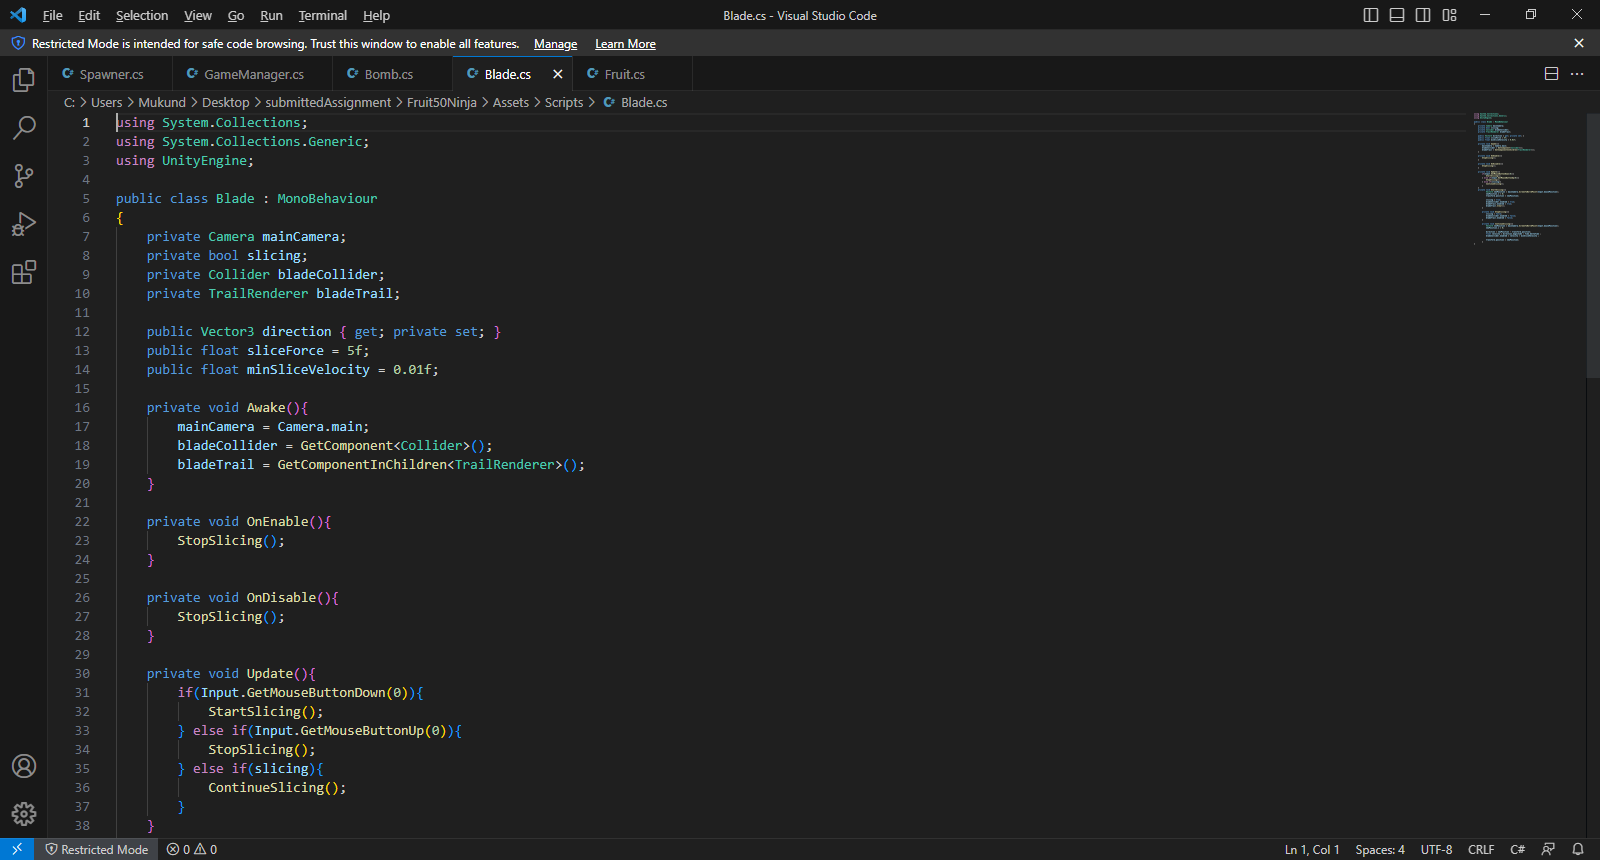 File Edit Selection View Go Run Terminal Help
Blade.cs - Visual Studio Code
Restricted Mode is intended for safe code browsing. Trust this window to enable all features. Manage Learn More
C# Spawner.cs C# GameManager.cs C# Bomb.cs C# Blade.cs C# Fruit.cs
C: > Users > Mukund > Desktop > submittedAssignment > Fruit50Ninja > Assets > Scripts > C# Blade.cs
1 using System.Collections;
2 using System.Collections.Generic;
3 using UnityEngine;
4
5 public class Blade : MonoBehaviour
6 {
7 private Camera mainCamera;
8 private bool slicing;
9 private Collider bladeCollider;
10 private TrailRenderer bladeTrail;
11
12 public Vector3 direction { get; private set; }
13 public float sliceForce = 5f;
14 public float minSliceVelocity = 0.01f;
15
16 private void Awake(){
17 mainCamera = Camera.main;
18 bladeCollider = GetComponent<Collider>();
19 bladeTrail = GetComponentInChildren<TrailRenderer>();
20 }
21
22 private void OnEnable(){
23 StopSlicing();
24 }
25
26 private void OnDisable(){
27 StopSlicing();
28 }
29
30 private void Update(){
31 if(Input.GetMouseButtonDown(0)){
32 StartSlicing();
33 } else if(Input.GetMouseButtonUp(0)){
34 StopSlicing();
35 } else if(slicing){
36 ContinueSlicing();
37 }
38 }
Restricted Mode 0 0 Ln 1, Col 1 Spaces: 4 UTF-8 CRLF C#